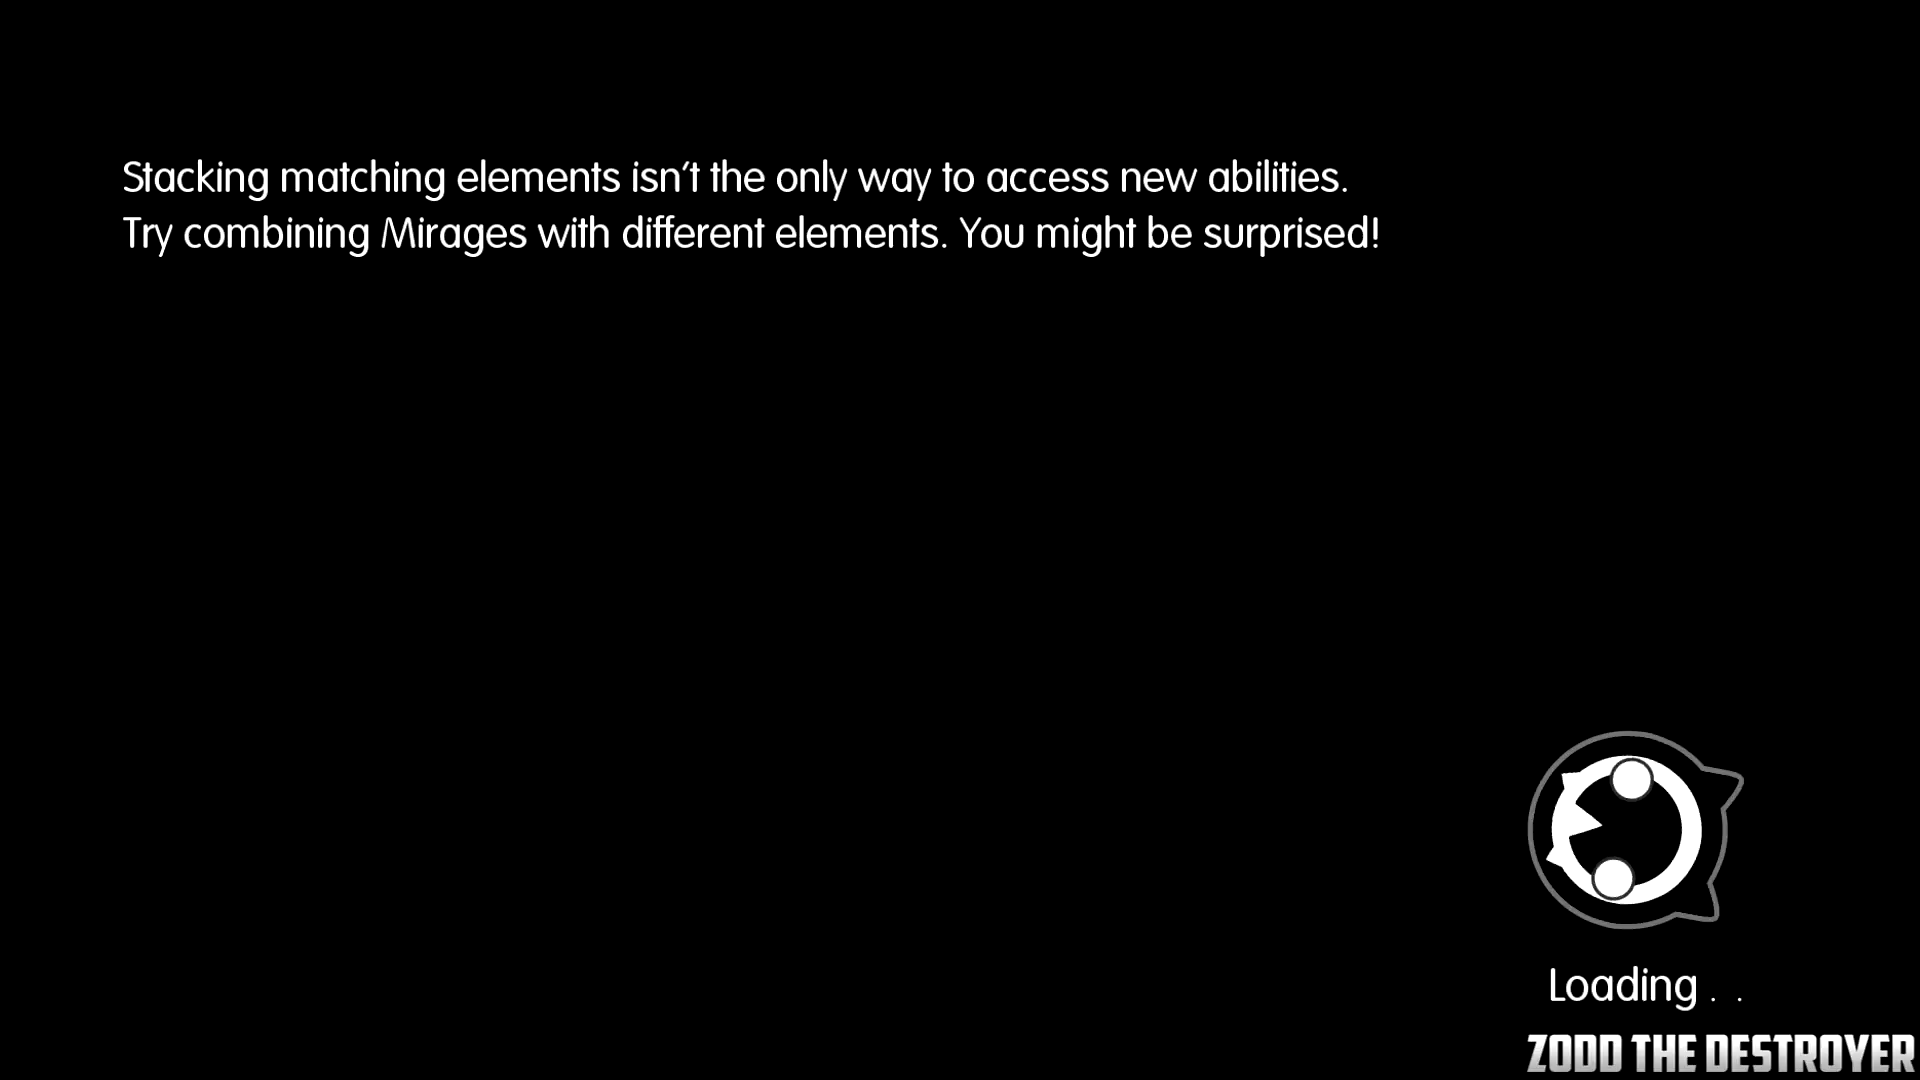 Stacking matching elements isn't the only way to access new abilities.
Try combining Mirages with different elements. You might be surprised!
Loading . .
ZODD THE DESTROYER